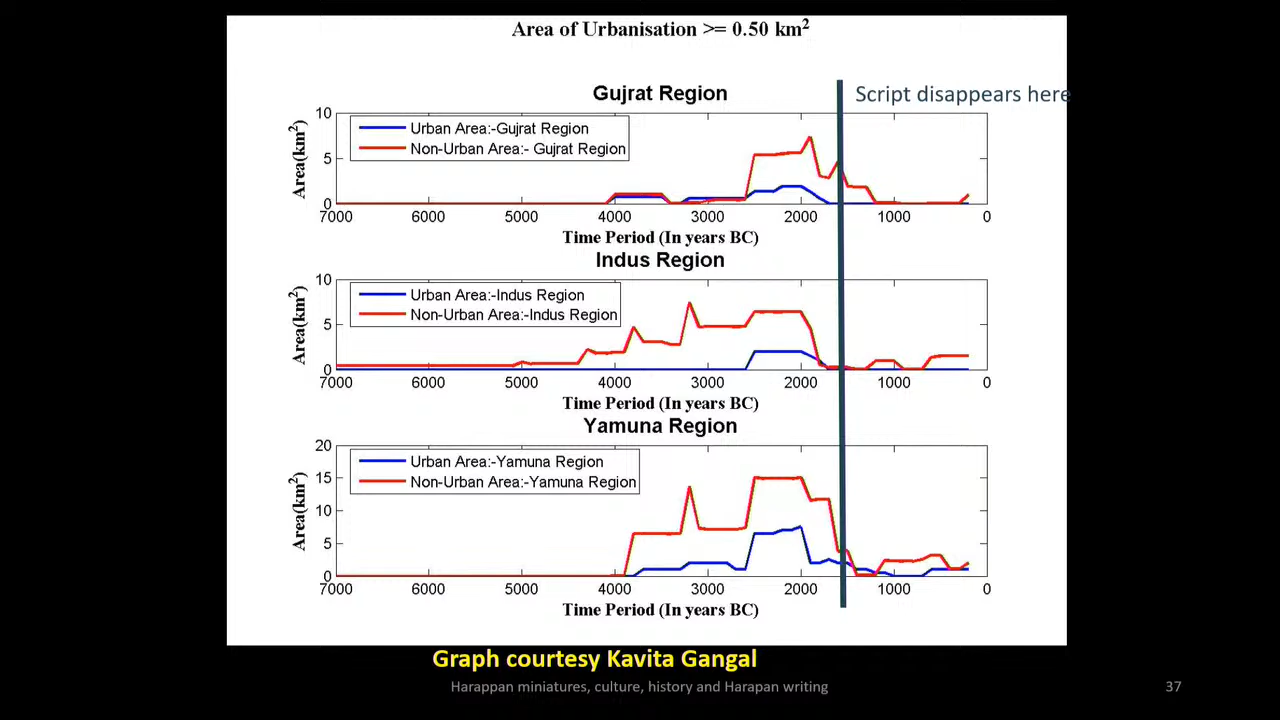 Area of Urbanisation >= 0.50 km²
Script disappears here
Gujrat Region
Area(km²)
10
5
0
Urban Area:-Gujrat Region
Non-Urban Area:- Gujrat Region
7000 6000 5000 4000 3000 2000 1000 0
Time Period (In years BC)
Indus Region
Area(km²)
10
5
0
Urban Area:-Indus Region
Non-Urban Area:-Indus Region
7000 6000 5000 4000 3000 2000 1000 0
Time Period (In years BC)
Yamuna Region
Area(km²)
20
15
10
5
0
Urban Area:-Yamuna Region
Non-Urban Area:-Yamuna Region
7000 6000 5000 4000 3000 2000 1000 0
Time Period (In years BC)
Graph courtesy Kavita Gangal
Harappan miniatures, culture, history and Harapan writing
37